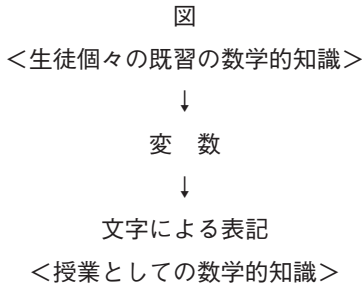 図
＜生徒個々の既習の数学的知識＞
↓
変　数
↓
文字による表記
＜授業としての数学的知識＞